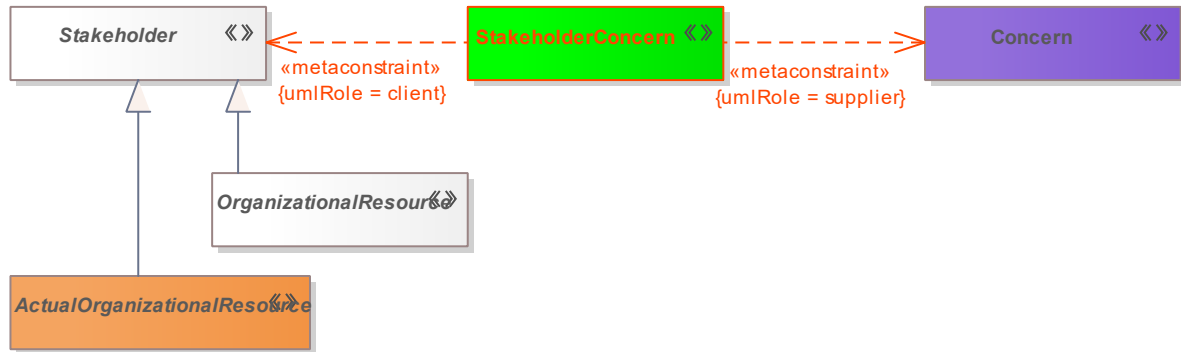 Stakeholder «»
StakeholderConcern «»
Concern «»
«metaconstraint»
{umlRole = client}
«metaconstraint»
{umlRole = supplier}
OrganizationalResource «»
ActualOrganizationalResource «»